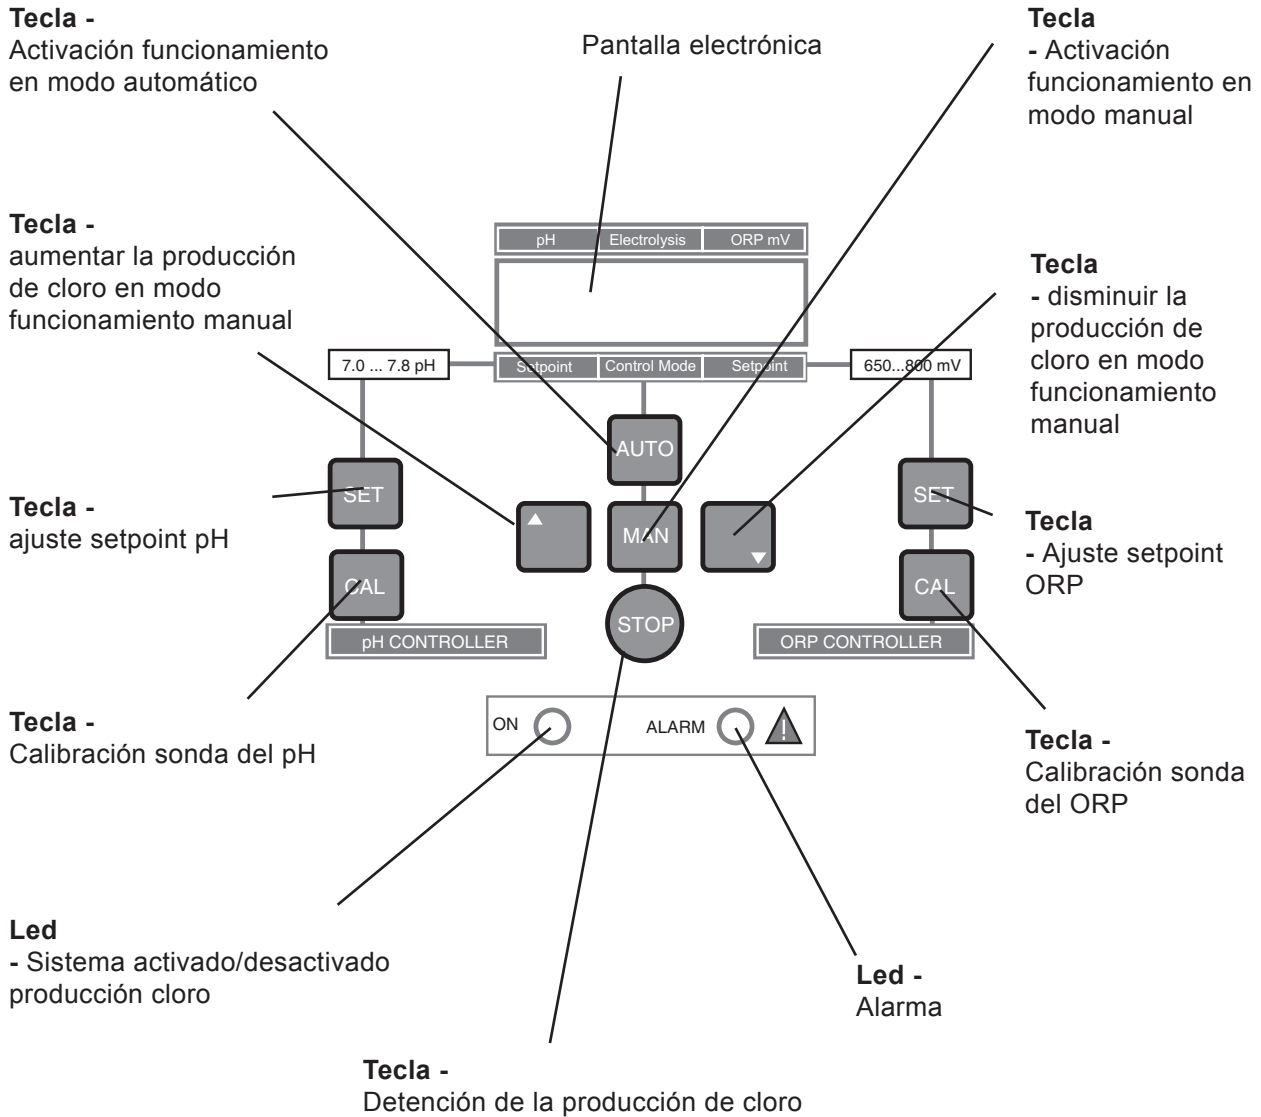 Tecla -
Activación funcionamiento
en modo automático
Pantalla electrónica
Tecla
- Activación
funcionamiento en
modo manual
Tecla -
aumentar la producción
de cloro en modo
funcionamiento manual
pH Electrolysis ORP mV
Tecla
- disminuir la
producción de
cloro en modo
funcionamiento
manual
7.0 ... 7.8 pH
Setpoint Control Mode Setpoint
650...800 mV
AUTO
SET
MAN
SET
Tecla -
ajuste setpoint pH
Tecla
- Ajuste setpoint
ORP
CAL
STOP
CAL
pH CONTROLLER
ORP CONTROLLER
ON
ALARM
!
Tecla -
Calibración sonda del pH
Tecla -
Calibración sonda
del ORP
Led
- Sistema activado/desactivado
producción cloro
Led -
Alarma
Tecla -
Detención de la producción de cloro